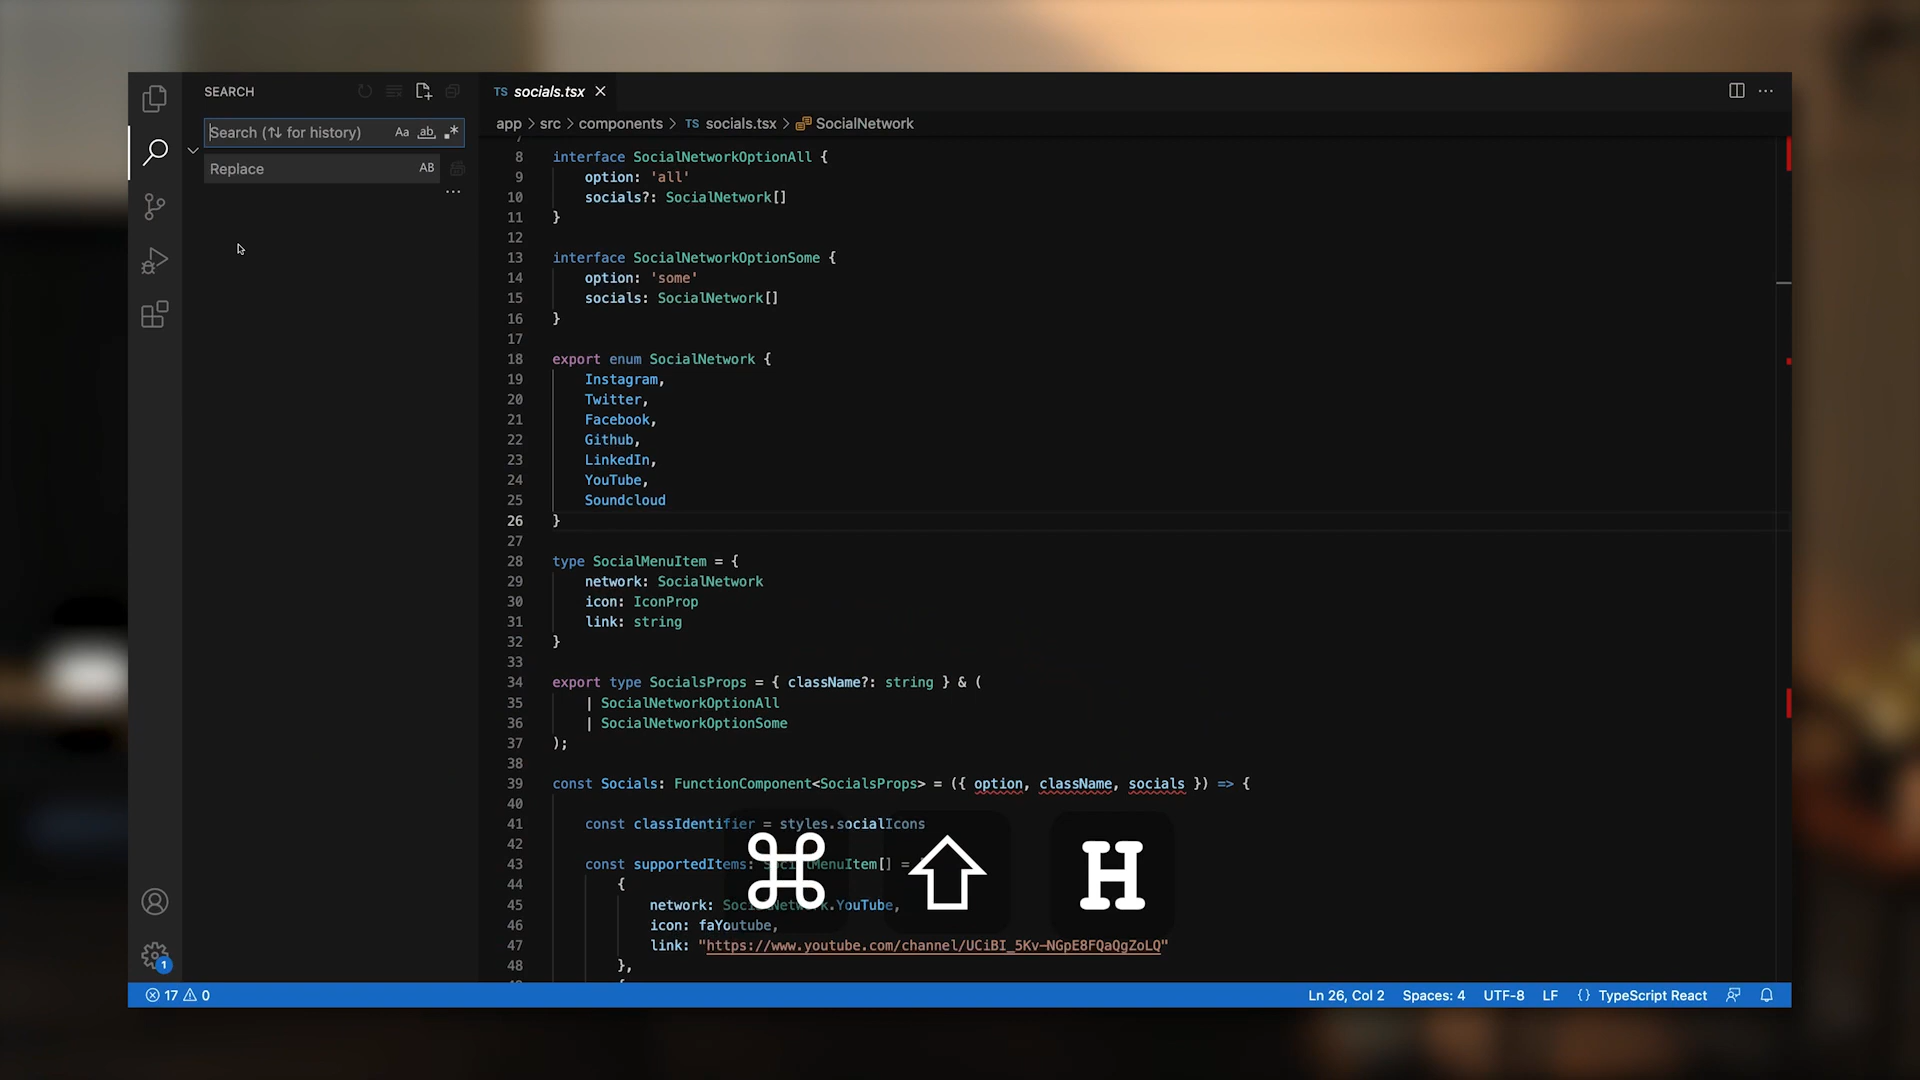 SEARCH
Search (⇅ for history) Aa ab .*
Replace AB
...
TS socials.tsx
app > src > components > TS socials.tsx > SocialNetwork
8 interface SocialNetworkOptionAll {
9 option: 'all'
10 socials?: SocialNetwork[]
11 }
12
13 interface SocialNetworkOptionSome {
14 option: 'some'
15 socials: SocialNetwork[]
16 }
17
18 export enum SocialNetwork {
19 Instagram,
20 Twitter,
21 Facebook,
22 Github,
23 LinkedIn,
24 YouTube,
25 Soundcloud
26 }
27
28 type SocialMenuItem = {
29 network: SocialNetwork
30 icon: IconProp
31 link: string
32 }
33
34 export type SocialsProps = { className?: string } & (
35 | SocialNetworkOptionAll
36 | SocialNetworkOptionSome
37 );
38
39 const Socials: FunctionComponent<SocialsProps> = ({ option, className, socials }) => {
40
41 const classIdentifier = styles.socialIcons
42
43 const supportedItems: SocialMenuItem[] =
44 {
45 network: SocialNetwork.YouTube,
46 icon: faYoutube,
47 link: "https://www.youtube.com/channel/UCiBI_5Kv-NGpE8FQaQgZoLQ"
48 },
⌘ ⇧ H
1
17 0
Ln 26, Col 2 Spaces: 4 UTF-8 LF {} TypeScript React